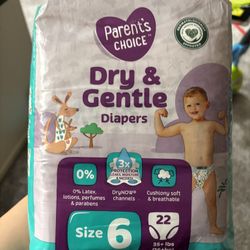 Parent's
CHOICE
Dry &
Gentle
Diapers
0%
3x
PROTECTION
0% Latex,
lotions, perfumes
& parabens
DryNOW
channels
Cushiony soft
& breathable
Size 6
22
35+ lbs